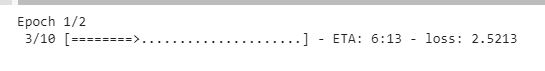 Epoch 1/2
3/10 [========>.....................] - ETA: 6:13 - loss: 2.5213